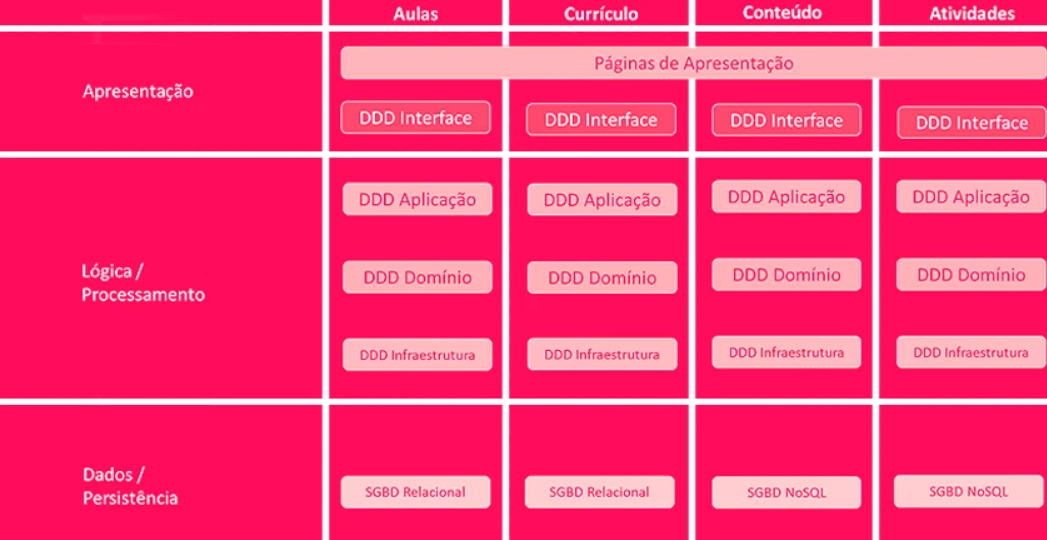 Aulas Currículo Conteúdo Atividades
Páginas de Apresentação
Apresentação
DDD Interface DDD Interface DDD Interface DDD Interface
DDD Aplicação DDD Aplicação DDD Aplicação DDD Aplicação
Lógica /
Processamento
DDD Domínio DDD Domínio DDD Domínio DDD Domínio
DDD Infraestrutura DDD Infraestrutura DDD Infraestrutura DDD Infraestrutura
Dados /
Persistência
SGBD Relacional SGBD Relacional SGBD NoSQL SGBD NoSQL